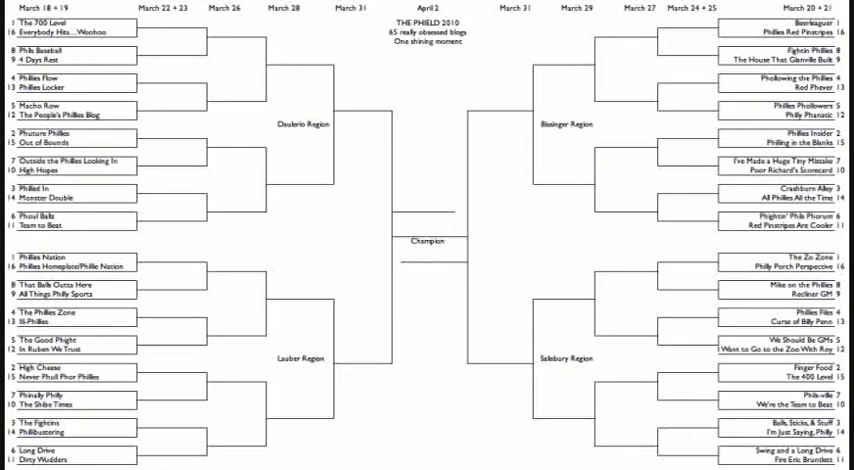 March 18 + 19 March 22 + 23 March 26 March 28 March 31 April 2 March 31 March 29 March 27 March 24 + 25 March 20 + 21
THE PHIELD 2010
65 really obsessed blogs
One shining moment
1 The 700 Level
16 Everybody Hits...Woohoo
8 Phils Baseball
9 4 Days Rest
4 Phillies Flow
13 Phillies Locker
5 Macho Row
12 The People's Phillies Blog
Daulerio Region
2 Phuture Phillies
15 Out of Bounds
7 Outside the Phillies Looking In
10 High Hopes
3 Philled In
14 Monster Double
6 Phoul Ballz
11 Team to Beat
1 Phillies Nation
16 Phillies Homeplate/Phillie Nation
8 That Balls Outta Here
9 All Things Philly Sports
4 The Phillies Zone
13 Ill-Phillies
5 The Good Phight
12 In Ruben We Trust
Lauber Region
2 High Cheese
15 Never Phull Phor Phillies
7 Phinally Philly
10 The Shibe Times
3 The Fightins
14 Phillibustering
6 Long Drive
11 Dirty Wudders
Champion
Beerleaguer 1
Phillies Red Pinstripes 16
Fightin Phillies 8
The House That Glanville Built 9
Phollowing the Phillies 4
Red Phever 13
Phillies Phollowers 5
Philly Phanatic 12
Bissinger Region
Phillies Insider 2
Philling in the Blanks 15
I've Made a Huge Tiny Mistake 7
Poor Richard's Scorecard 10
Crashburn Alley 3
All Phillies All the Time 14
Phightin' Phils Phorum 6
Red Pinstripes Are Cooler 11
The Zo Zone 1
Philly Porch Perspective 16
Mike on the Phillies 8
Recliner GM 9
Phillies Files 4
Curse of Billy Penn 13
We Should Be GMs 5
I Want to Go to the Zoo With Roy 12
Salisbury Region
Finger Food 2
The 400 Level 15
Phils-ville 7
We're the Team to Beat 10
Balls, Sticks, & Stuff 3
I'm Just Saying, Philly 14
Swing and a Long Drive 6
Fire Eric Bruntlett 11